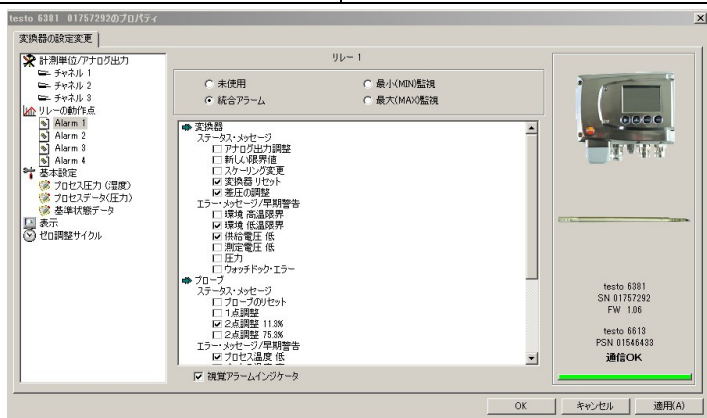 testo 6381 01757292のプロパティ
変換器の設定変更
計測単位/アナログ出力
チャネル 1
チャネル 2
チャネル 3
リレーの動作点
Alarm 1
Alarm 2
Alarm 3
Alarm 4
基本設定
プロセス圧力 (湿度)
プロセスデータ(圧力)
基準状態データ
表示
ゼロ調整サイクル
リレー 1
未使用
最小(MIN)監視
統合アラーム
最大(MAX)監視
変換器
ステータス・メッセージ
アナログ出力調整
新しい限界値
スケーリング変更
変換器 リセット
差圧の調整
エラー・メッセージ/早期警告
環境 高温限界
環境 低温限界
供給電圧 低
測定電圧 低
圧力
ウォッチドック・エラー
プローブ
ステータス・メッセージ
プローブのリセット
1点調整
2点調整 11.3%
2点調整 75.3%
エラー・メッセージ/早期警告
プロセス温度 低
視覚アラームインジケータ
testo 6381
SN 01757292
FW 1.06
testo 6613
PSN 01546433
通信OK
OK
キャンセル
適用(A)